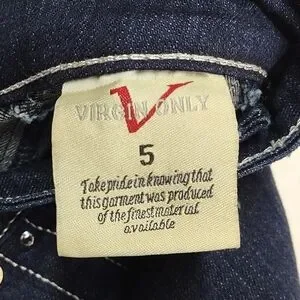 VIRGIN ONLY
V
5
Take pride in knowing that
this garment was produced
of the finest material
available